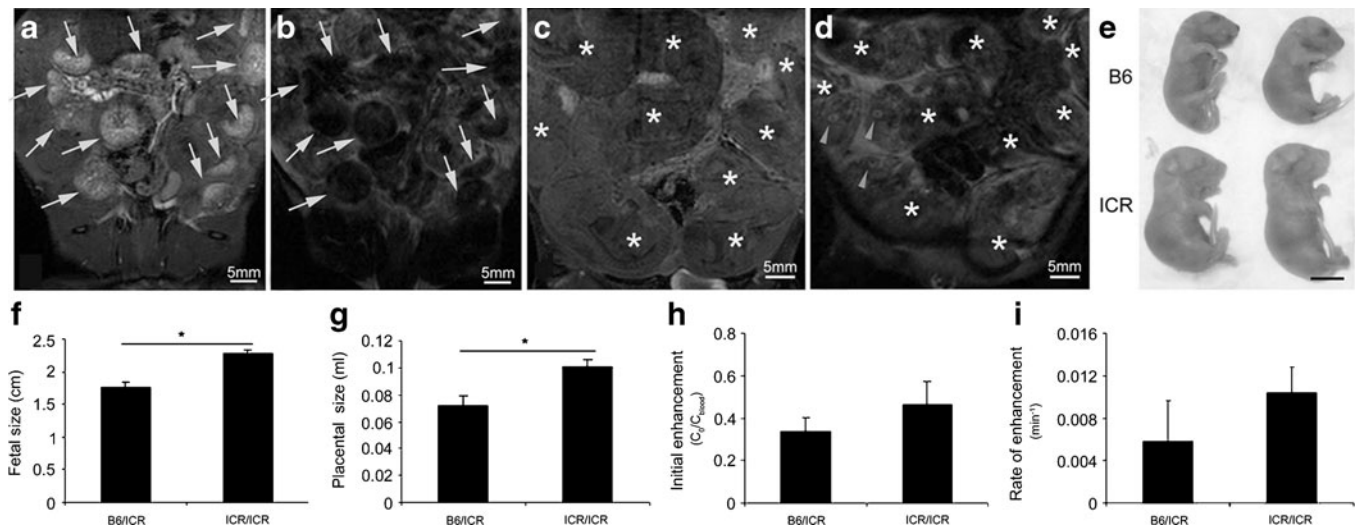 a b c d e
5mm 5mm 5mm 5mm
* * * * * * * * *
* * * * * * * * *
B6
ICR
f
*
Fetal size (cm)
2.5
2
1.5
1
0.5
0
B6/ICR ICR/ICR
g
*
Placental size (ml)
0.12
0.1
0.08
0.06
0.04
0.02
0
B6/ICR ICR/ICR
h
Initial enhancement
(C₀/Cblood)
0.8
0.6
0.4
0.2
0
B6/ICR ICR/ICR
i
Rate of enhancement
(min⁻¹)
0.016
0.012
0.008
0.004
0
B6/ICR ICR/ICR